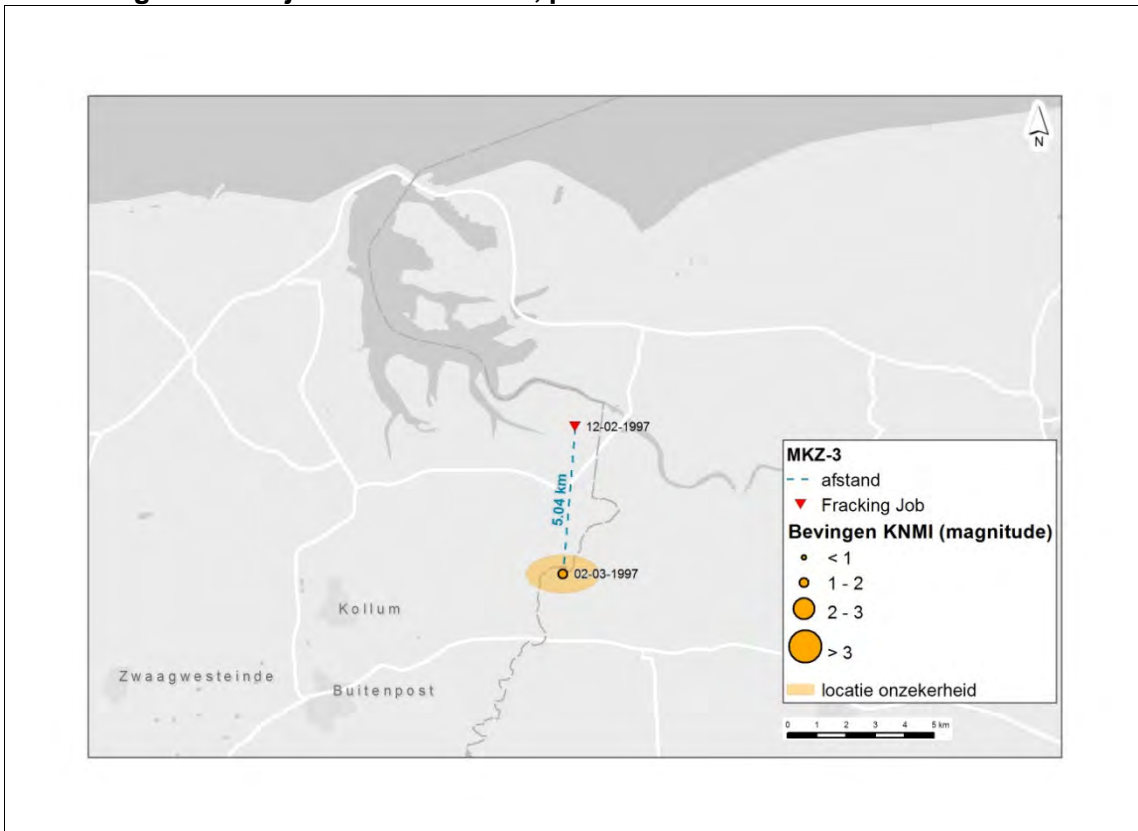 N
12-02-1997
5.04 km
02-03-1997
Kollum
Zwaagwesteinde
Buitenpost
MKZ-3
afstand
Fracking Job
Bevingen KNMI (magnitude)
< 1
1 - 2
2 - 3
> 3
locatie onzekerheid
0 1 2 3 4 5 km